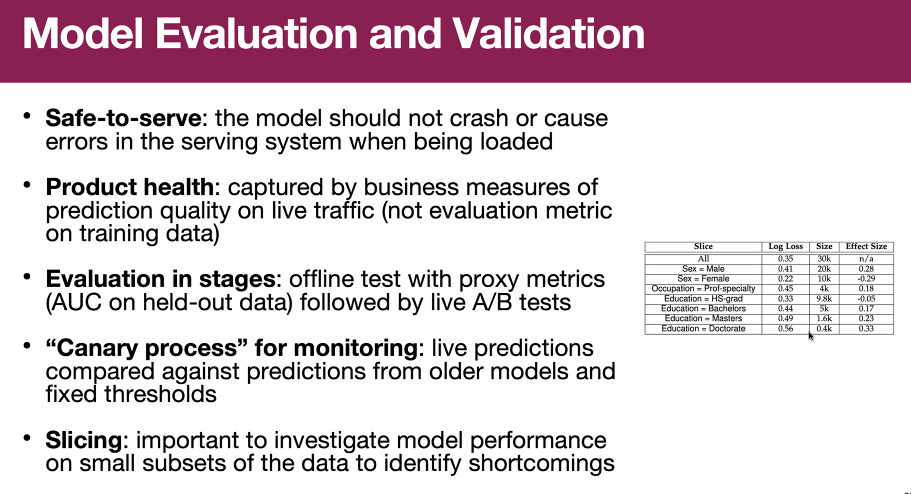 Model Evaluation and Validation
• Safe-to-serve: the model should not crash or cause
errors in the serving system when being loaded
• Product health: captured by business measures of
prediction quality on live traffic (not evaluation metric
on training data)
• Evaluation in stages: offline test with proxy metrics
(AUC on held-out data) followed by live A/B tests
• “Canary process” for monitoring: live predictions
compared against predictions from older models and
fixed thresholds
• Slicing: important to investigate model performance
on small subsets of the data to identify shortcomings
Slice Log Loss Size Effect Size
All 0.35 30k n/a
Sex = Male 0.41 20k 0.28
Sex = Female 0.22 10k -0.29
Occupation = Prof-specialty 0.45 4k 0.18
Education = HS-grad 0.33 9.8k -0.05
Education = Bachelors 0.44 5k 0.17
Education = Masters 0.49 1.6k 0.23
Education = Doctorate 0.56 0.4k 0.33